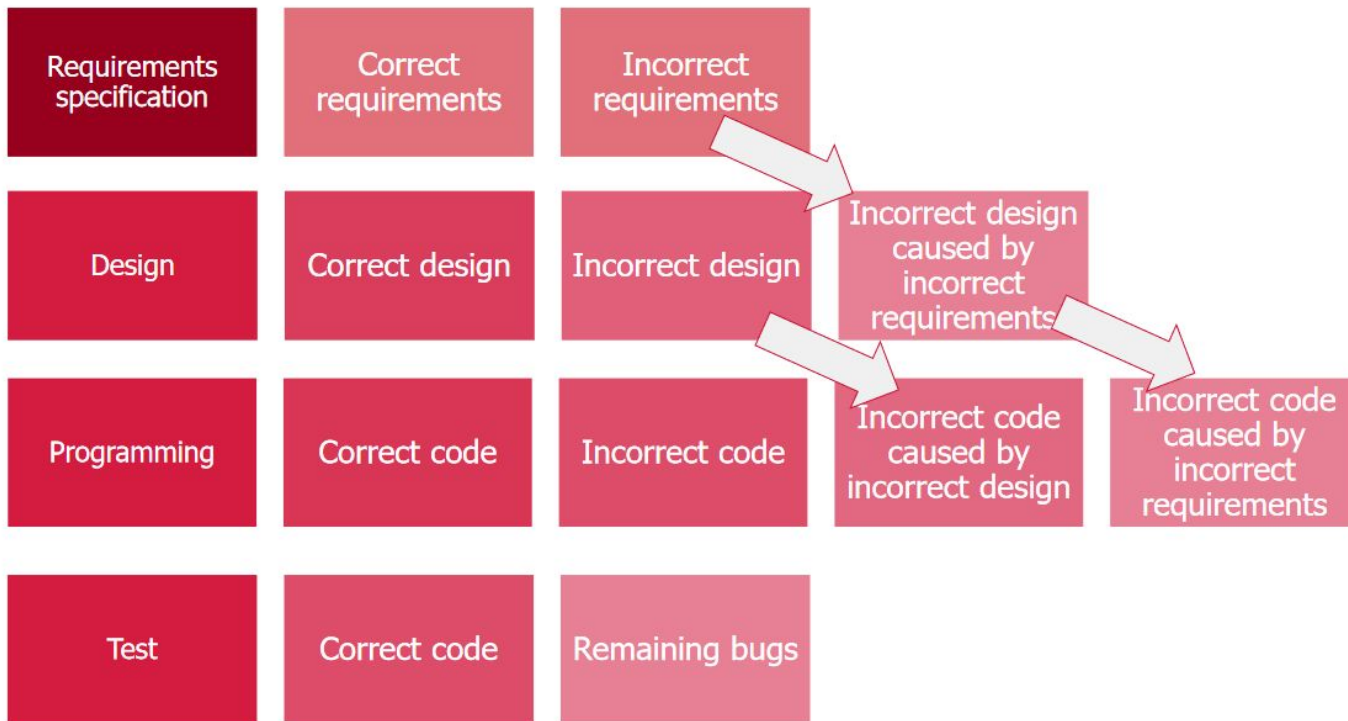 Requirements
specification
Correct
requirements
Incorrect
requirements
Design
Correct design
Incorrect design
Incorrect design
caused by
incorrect
requirements
Programming
Correct code
Incorrect code
Incorrect code
caused by
incorrect design
Incorrect code
caused by
incorrect
requirements
Test
Correct code
Remaining bugs